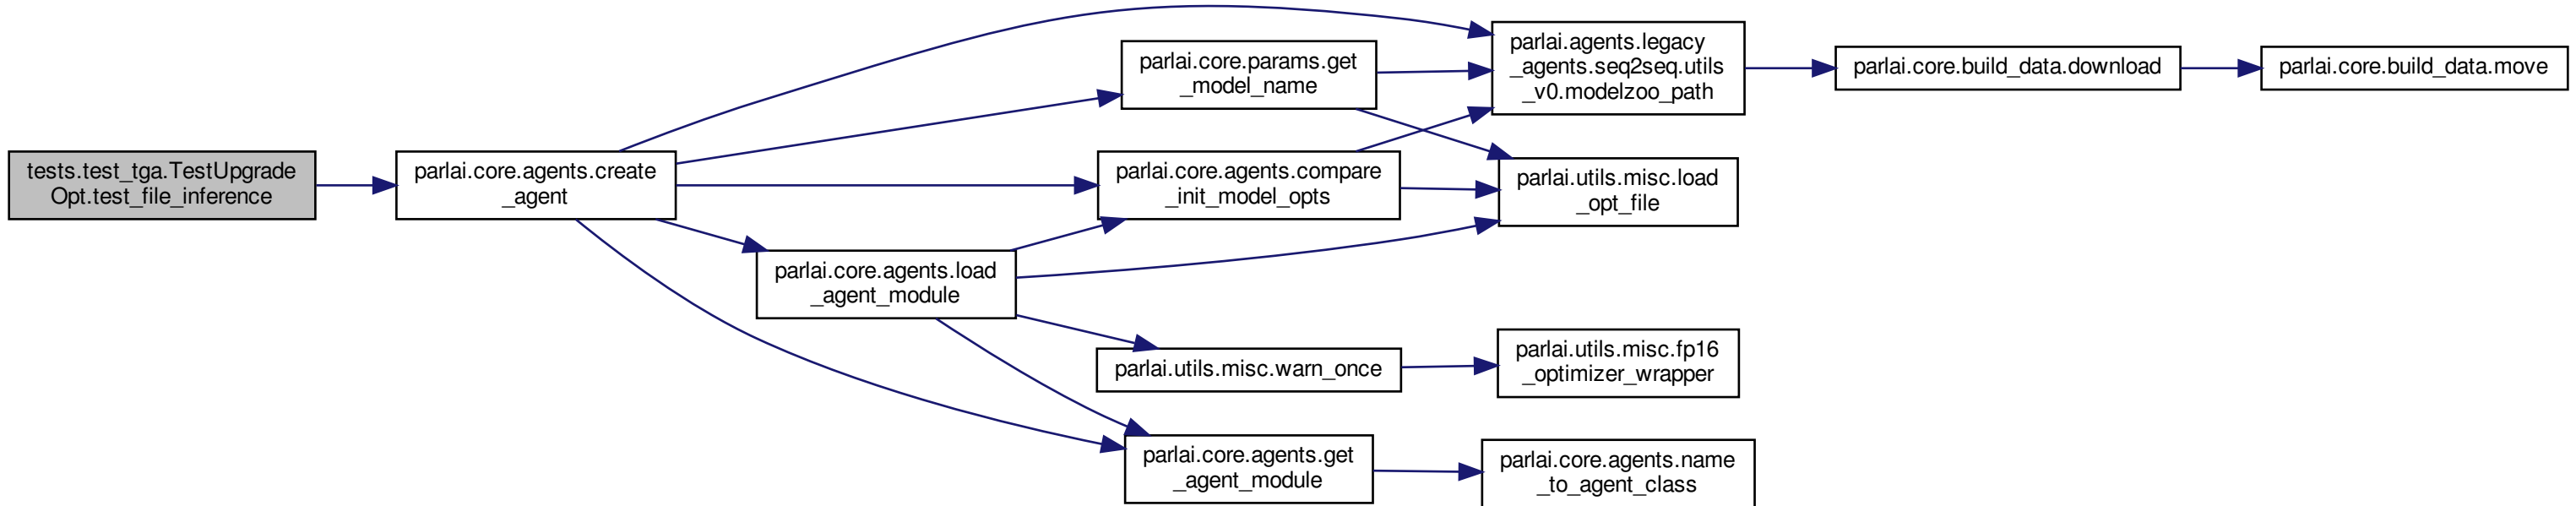 tests.test_tga.TestUpgrade
Opt.test_file_inference
parlai.core.agents.create
_agent
parlai.core.params.get
_model_name
parlai.core.agents.compare
_init_model_opts
parlai.core.agents.load
_agent_module
parlai.utils.misc.warn_once
parlai.core.agents.get
_agent_module
parlai.agents.legacy
_agents.seq2seq.utils
_v0.modelzoo_path
parlai.utils.misc.load
_opt_file
parlai.utils.misc.fp16
_optimizer_wrapper
parlai.core.agents.name
_to_agent_class
parlai.core.build_data.download
parlai.core.build_data.move